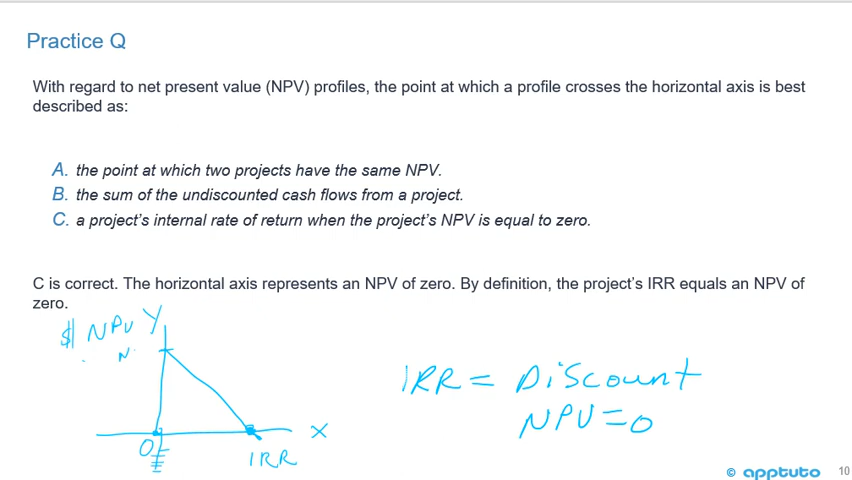 Practice Q
With regard to net present value (NPV) profiles, the point at which a profile crosses the horizontal axis is best
described as:
A. the point at which two projects have the same NPV.
B. the sum of the undiscounted cash flows from a project.
C. a project's internal rate of return when the project's NPV is equal to zero.
C is correct. The horizontal axis represents an NPV of zero. By definition, the project's IRR equals an NPV of
zero.
$ NPV Y
N
IRR = Discount
NPV = 0
X
0
IRR
© apptuto 10